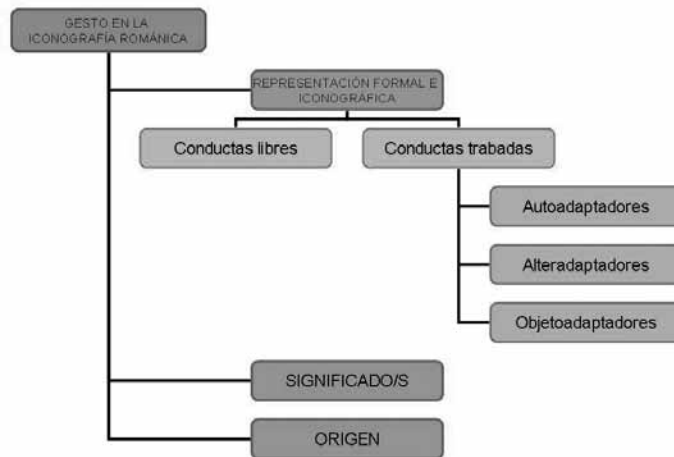 GESTO EN LA
ICONOGRAFÍA ROMÁNICA
REPRESENTACIÓN FORMAL E
ICONOGRÁFICA
Conductas libres
Conductas trabadas
Autoadaptadores
Alteradaptadores
Objetoadaptadores
SIGNIFICADO/S
ORIGEN